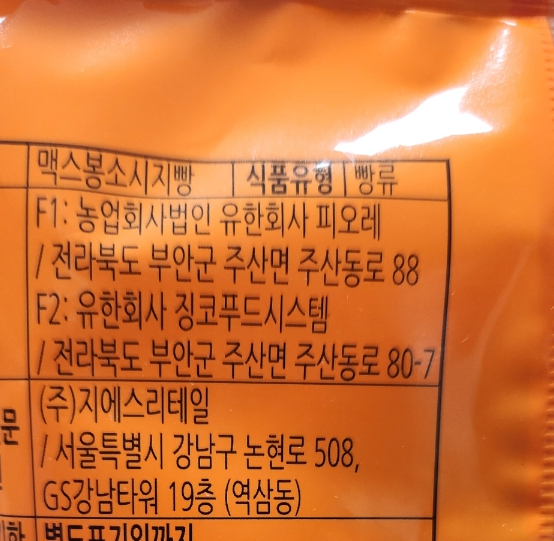 맥스봉소시지빵 식품유형 빵류
F1: 농업회사법인 유한회사 피오레
/ 전라북도 부안군 주산면 주산동로 88
F2: 유한회사 징코푸드시스템
/ 전라북도 부안군 주산면 주산동로 80-7
(주)지에스리테일
/ 서울특별시 강남구 논현로 508,
GS강남타워 19층 (역삼동)
별도표기일까지